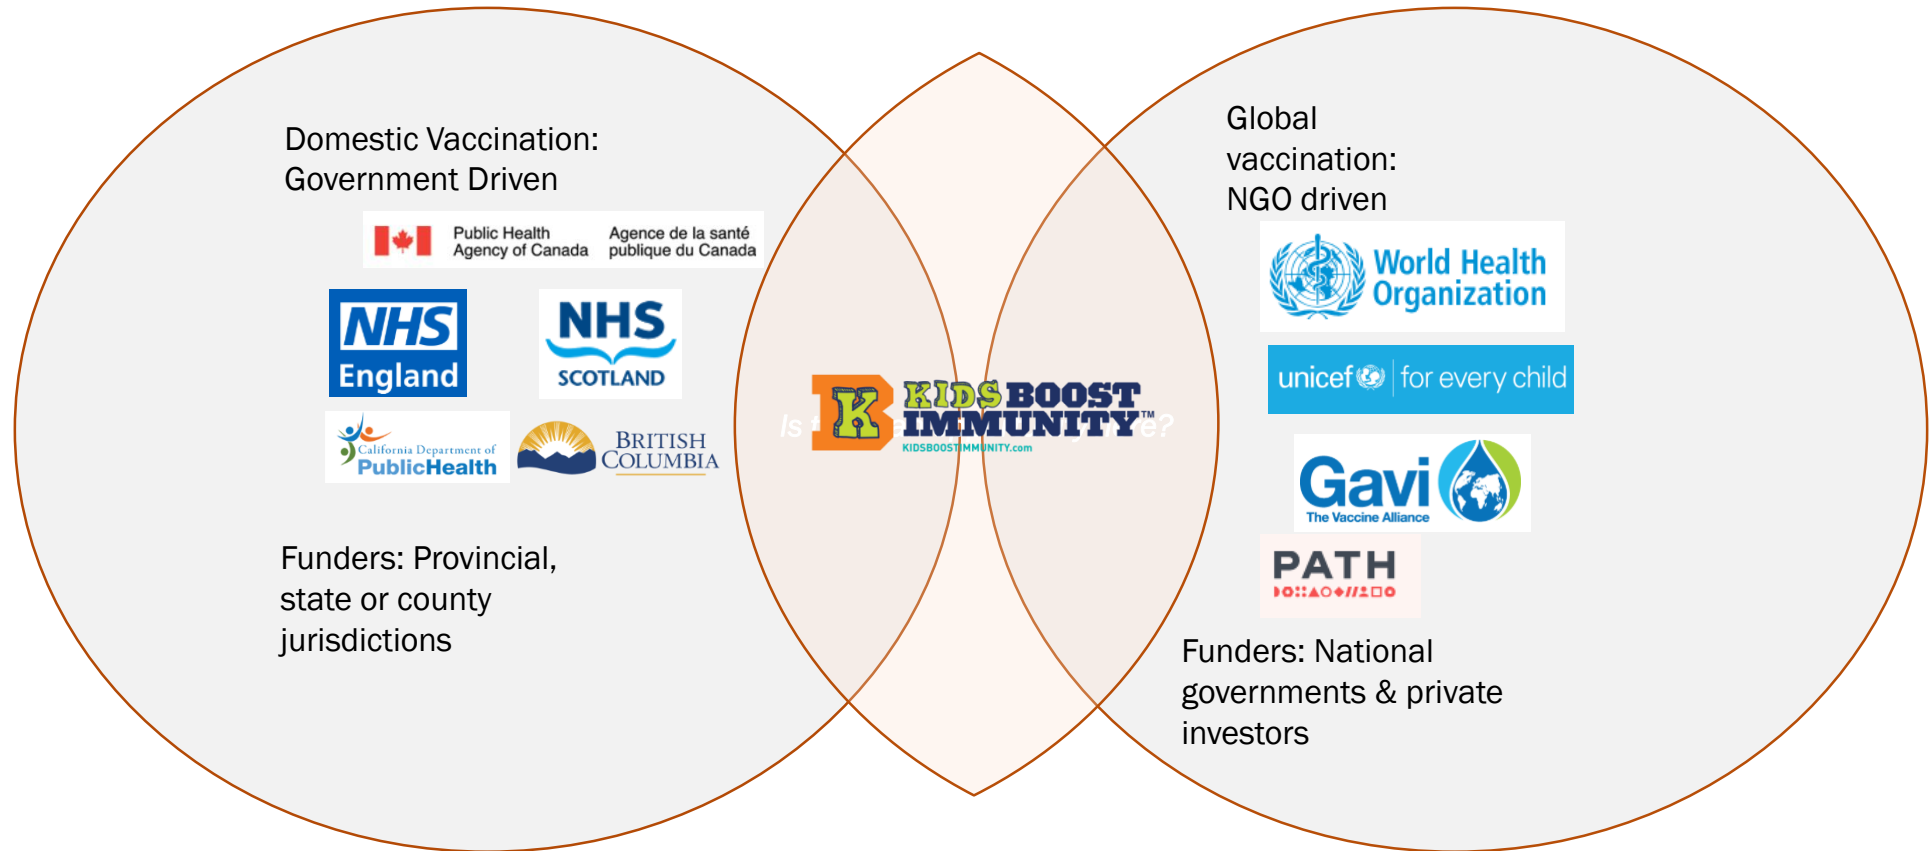 Domestic Vaccination:
Government Driven
Public Health
Agency of Canada
Agence de la santé
publique du Canada
NHS
England
NHS
SCOTLAND
California Department of
PublicHealth
BRITISH
COLUMBIA
Funders: Provincial,
state or county
jurisdictions
Is
K
KIDS BOOST
IMMUNITY™
KIDSBOOSTIMMUNITY.com
Global
vaccination:
NGO driven
World Health
Organization
unicef for every child
Gavi
The Vaccine Alliance
PATH
Funders: National
governments & private
investors